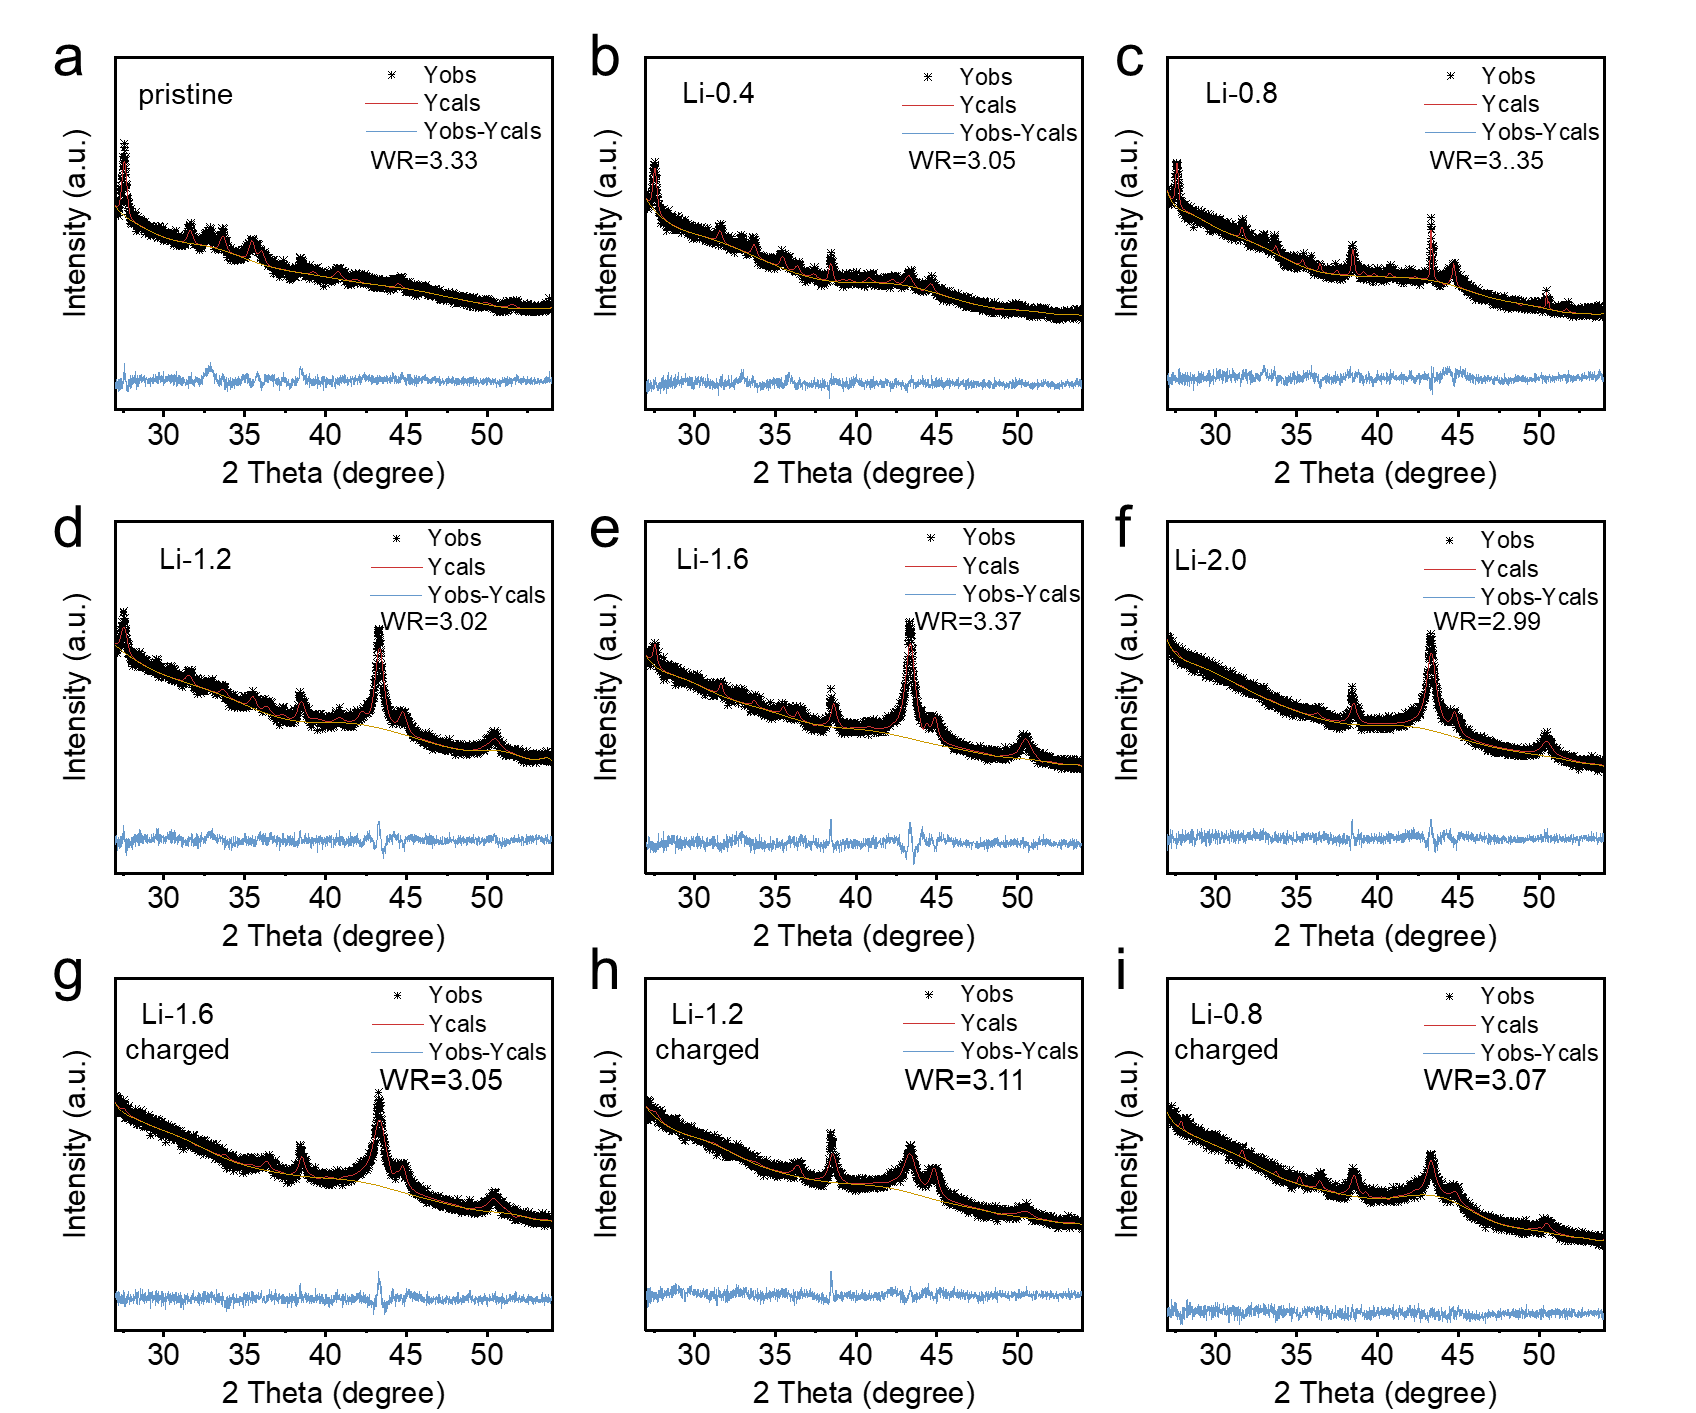 a
pristine
Yobs
Ycals
Yobs-Ycals
WR=3.33
Intensity (a.u.)
30 35 40 45 50
2 Theta (degree)
b
Li-0.4
Yobs
Ycals
Yobs-Ycals
WR=3.05
Intensity (a.u.)
30 35 40 45 50
2 Theta (degree)
c
Li-0.8
Yobs
Ycals
Yobs-Ycals
WR=3..35
Intensity (a.u.)
30 35 40 45 50
2 Theta (degree)
d
Li-1.2
Yobs
Ycals
Yobs-Ycals
WR=3.02
Intensity (a.u.)
30 35 40 45 50
2 Theta (degree)
e
Li-1.6
Yobs
Ycals
Yobs-Ycals
WR=3.37
Intensity (a.u.)
30 35 40 45 50
2 Theta (degree)
f
Li-2.0
Yobs
Ycals
Yobs-Ycals
WR=2.99
Intensity (a.u.)
30 35 40 45 50
2 Theta (degree)
g
Li-1.6
charged
Yobs
Ycals
Yobs-Ycals
WR=3.05
Intensity (a.u.)
30 35 40 45 50
2 Theta (degree)
h
Li-1.2
charged
Yobs
Ycals
Yobs-Ycals
WR=3.11
Intensity (a.u.)
30 35 40 45 50
2 Theta (degree)
i
Li-0.8
charged
Yobs
Ycals
Yobs-Ycals
WR=3.07
Intensity (a.u.)
30 35 40 45 50
2 Theta (degree)